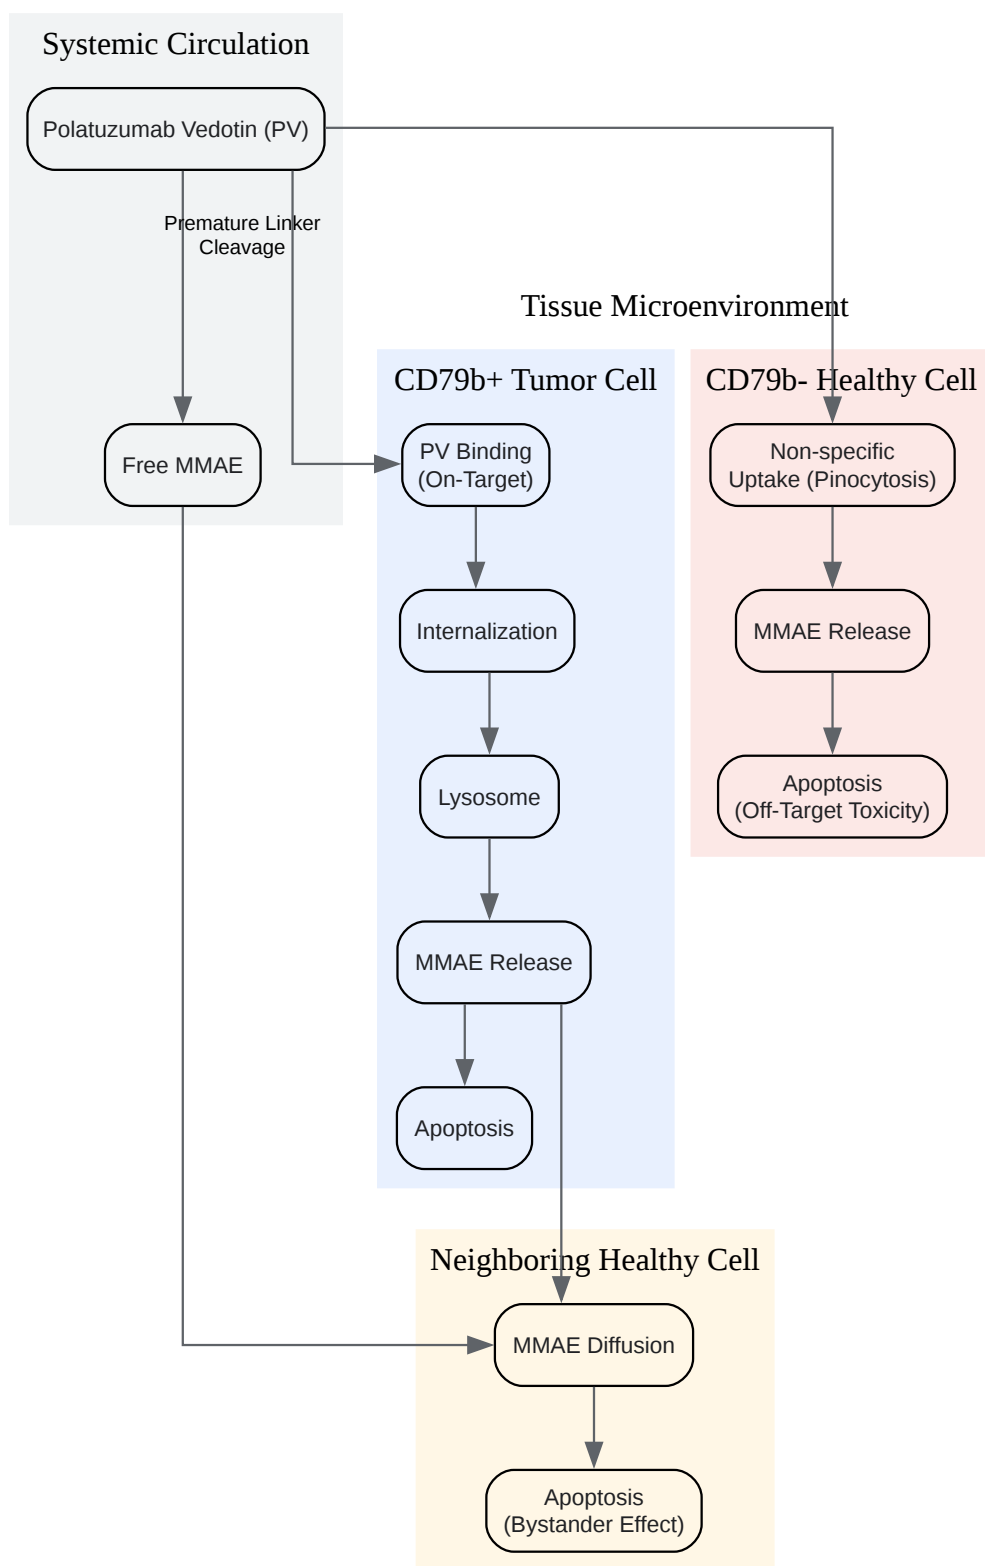 Systemic Circulation
Polatuzumab Vedotin (PV)
Premature Linker
Cleavage
Free MMAE
Tissue Microenvironment
CD79b+ Tumor Cell
PV Binding
(On-Target)
Internalization
Lysosome
MMAE Release
Apoptosis
CD79b- Healthy Cell
Non-specific
Uptake (Pinocytosis)
MMAE Release
Apoptosis
(Off-Target Toxicity)
Neighboring Healthy Cell
MMAE Diffusion
Apoptosis
(Bystander Effect)